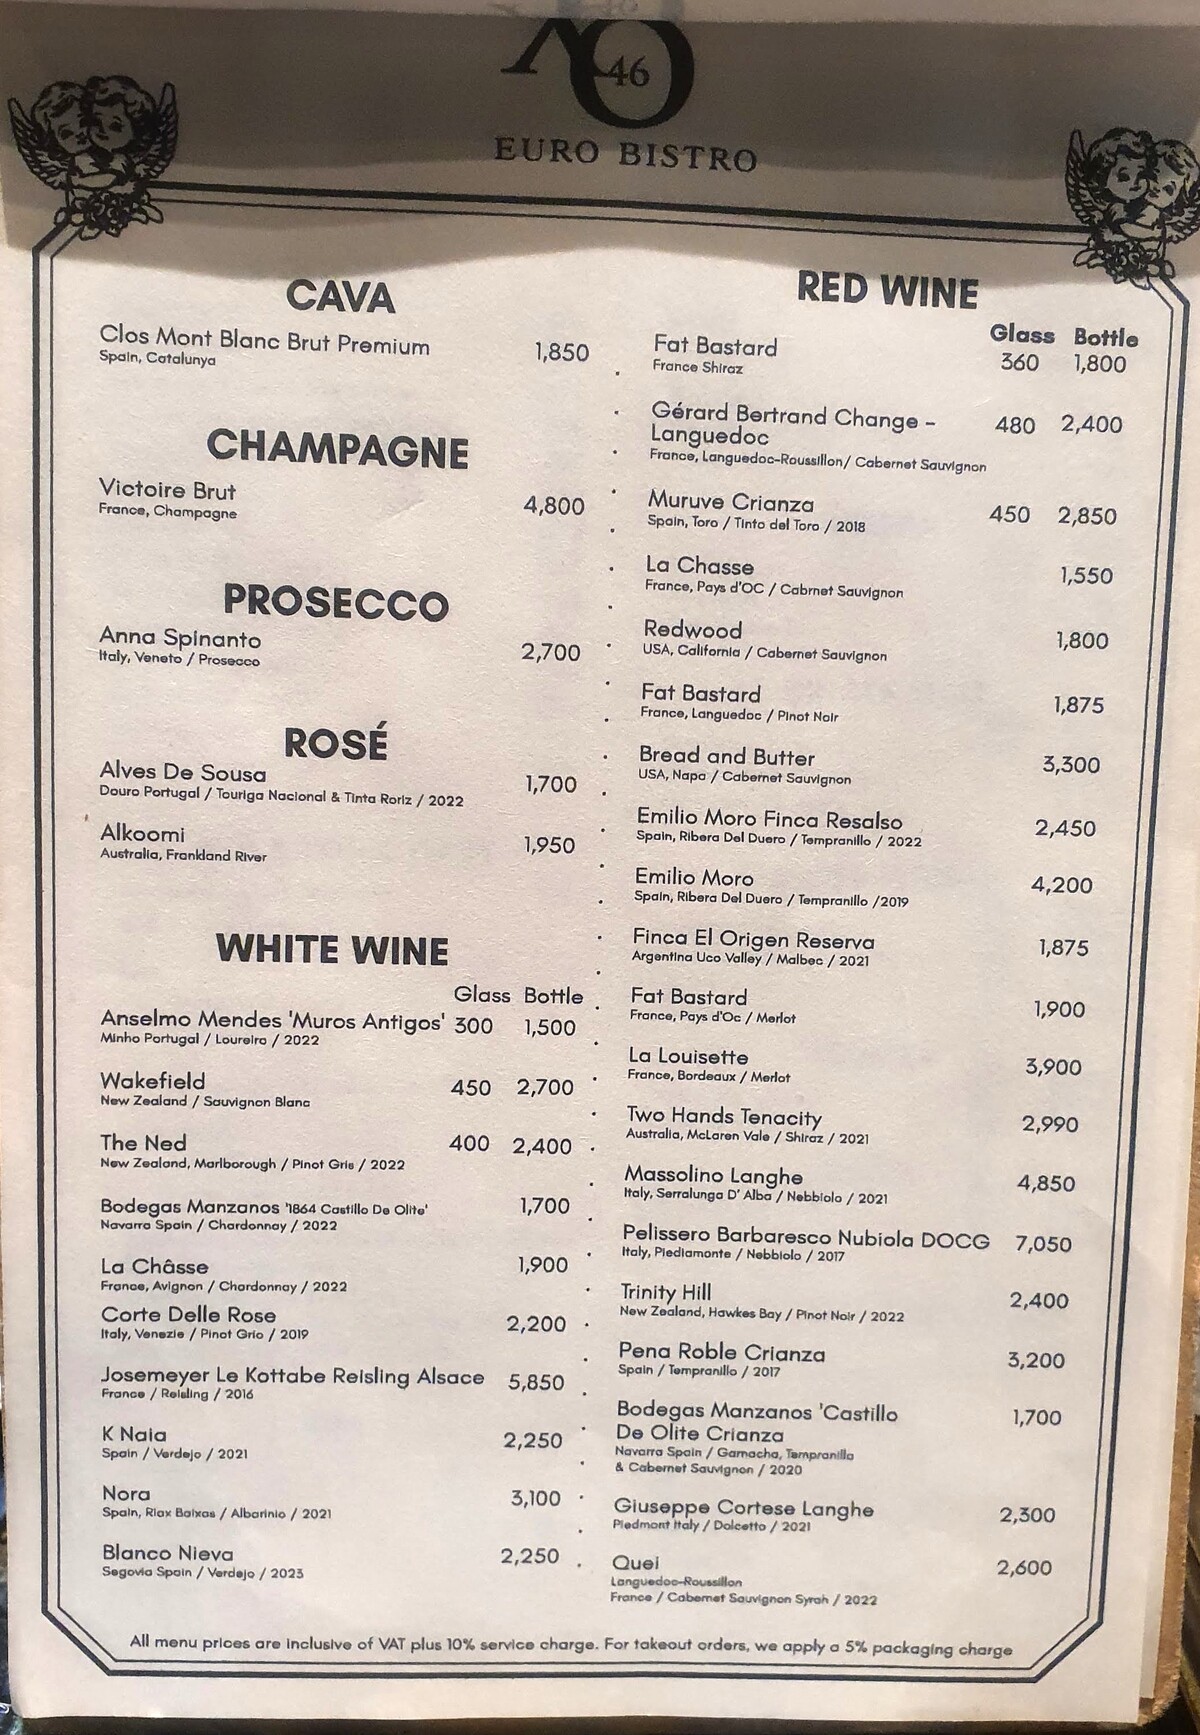 XO
46
EURO BISTRO
CAVA
Clos Mont Blanc Brut Premium 1,850
Spain, Catalunya
CHAMPAGNE
Victoire Brut 4,800
France, Champagne
PROSECCO
Anna Spinanto 2,700
Italy, Veneto / Prosecco
ROSÉ
Alves De Sousa 1,700
Douro Portugal / Touriga Nacional & Tinta Roriz / 2022
Alkoomi 1,950
Australia, Frankland River
WHITE WINE
Glass Bottle
Anselmo Mendes 'Muros Antigos' 300 1,500
Minho Portugal / Loureiro / 2022
Wakefield 450 2,700
New Zealand / Sauvignon Blanc
The Ned 400 2,400
New Zealand, Marlborough / Pinot Gris / 2022
Bodegas Manzanos '1864 Castillo De Olite' 1,700
Navarra Spain / Chardonnay / 2022
La Châsse 1,900
France, Avignon / Chardonnay / 2022
Corte Delle Rose 2,200
Italy, Venezie / Pinot Grio / 2019
Josemeyer Le Kottabe Reisling Alsace 5,850
France / Reisling / 2016
K Naia 2,250
Spain / Verdejo / 2021
Nora 3,100
Spain, Riax Baixas / Albarinio / 2021
Blanco Nieva 2,250
Segovia Spain / Verdejo / 2023
RED WINE
Glass Bottle
Fat Bastard 360 1,800
France Shiraz
Gérard Bertrand Change - 480 2,400
Languedoc
France, Languedoc-Roussillon/ Cabernet Sauvignon
Muruve Crianza 450 2,850
Spain, Toro / Tinto del Toro / 2018
La Chasse 1,550
France, Pays d'OC / Cabrnet Sauvignon
Redwood 1,800
USA, California / Cabernet Sauvignon
Fat Bastard 1,875
France, Languedoc / Pinot Noir
Bread and Butter 3,300
USA, Napa / Cabernet Sauvignon
Emilio Moro Finca Resalso 2,450
Spain, Ribera Del Duero / Tempranillo / 2022
Emilio Moro 4,200
Spain, Ribera Del Duero / Tempranillo /2019
Finca El Origen Reserva 1,875
Argentina Uco Valley / Malbec / 2021
Fat Bastard 1,900
France, Pays d'Oc / Merlot
La Louisette 3,900
France, Bordeaux / Merlot
Two Hands Tenacity 2,990
Australia, McLaren Vale / Shiraz / 2021
Massolino Langhe 4,850
Italy, Serralunga D' Alba / Nebbiolo / 2021
Pelissero Barbaresco Nubiola DOCG 7,050
Italy, Piediamonte / Nebbiolo / 2017
Trinity Hill 2,400
New Zealand, Hawkes Bay / Pinot Noir / 2022
Pena Roble Crianza 3,200
Spain / Tempranillo / 2017
Bodegas Manzanos 'Castillo 1,700
De Olite Crianza
Navarra Spain / Garnacha, Tempranilla
& Cabernet Sauvignon / 2020
Giuseppe Cortese Langhe 2,300
Piedmont Italy / Dolcetto / 2021
Quei 2,600
Languedoc-Roussillon
France / Cabernet Sauvignon Syrah / 2022
All menu prices are inclusive of VAT plus 10% service charge. For takeout orders, we apply a 5% packaging charge